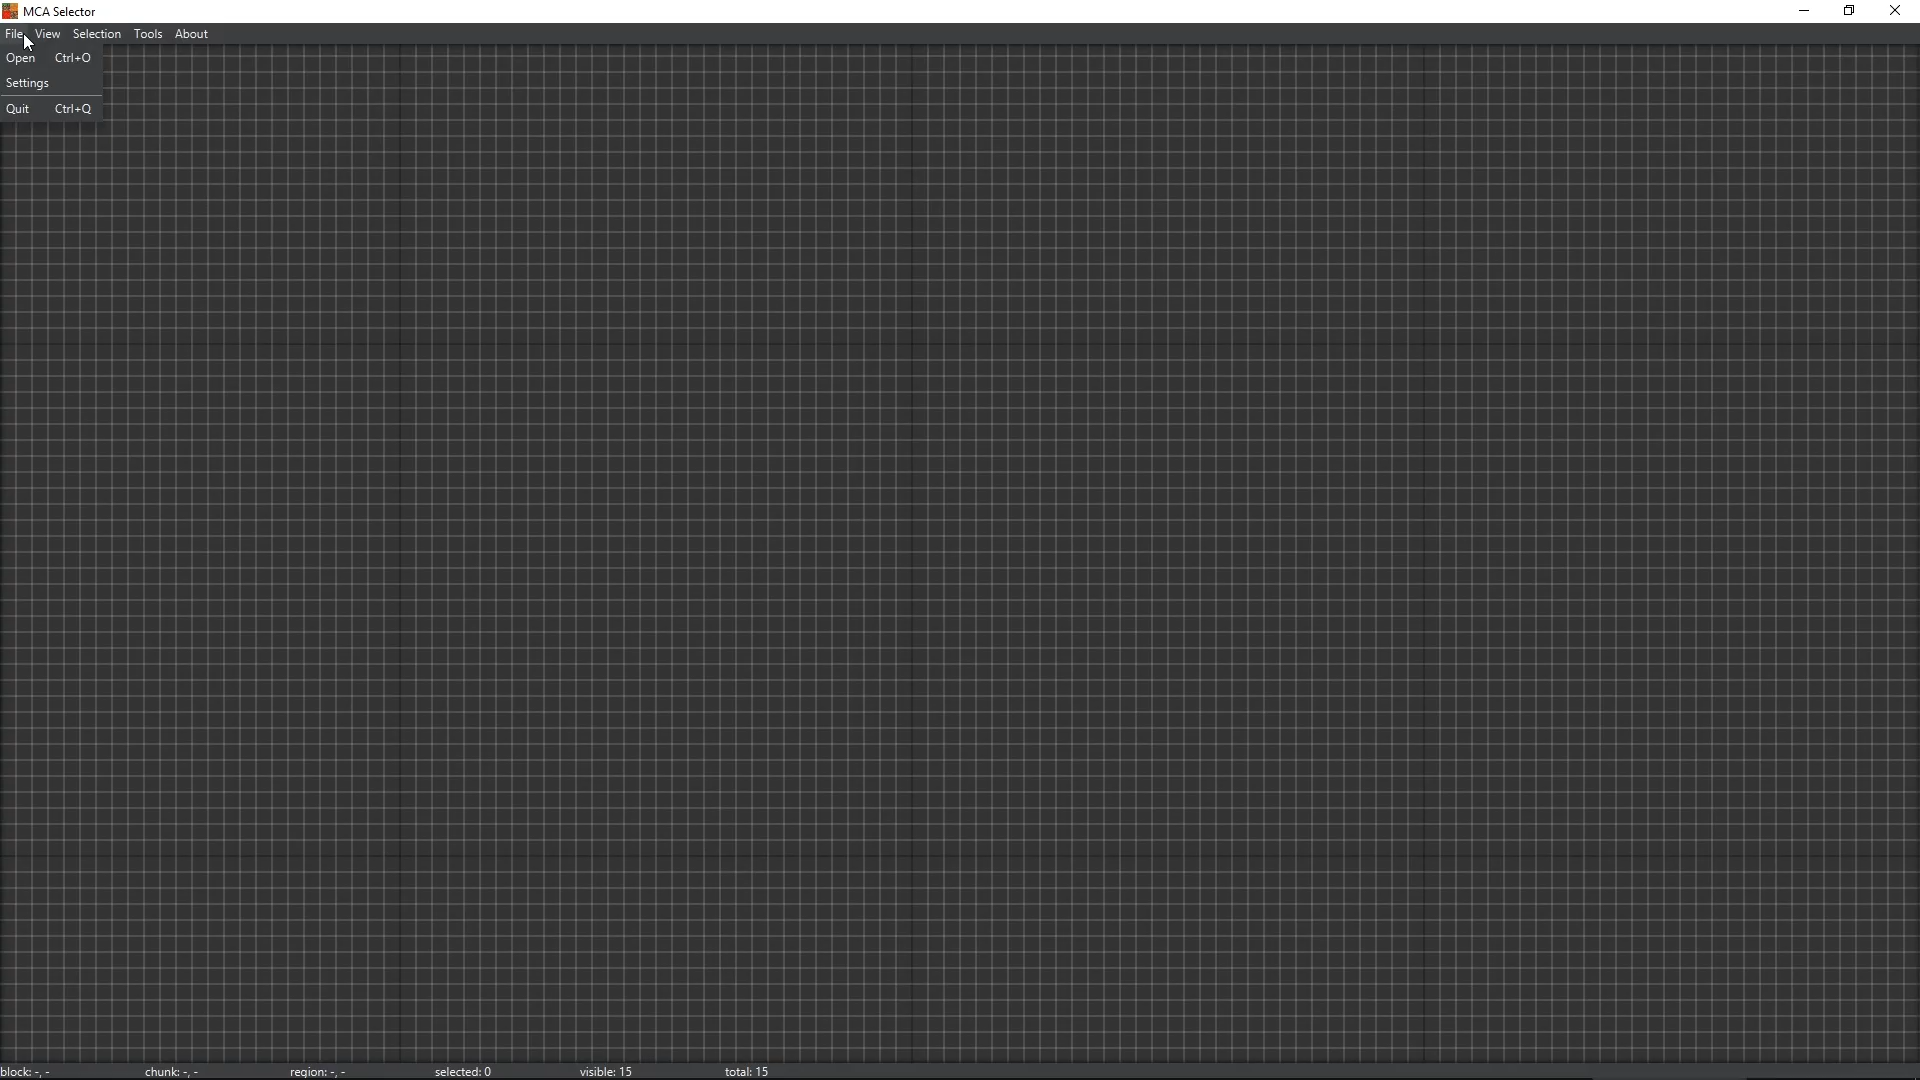 MCA Selector
File View Selection Tools About
Open Ctrl+O
Settings
Quit Ctrl+Q
block: -, - chunk: -, - region: -, - selected: 0 visible: 15 total: 15